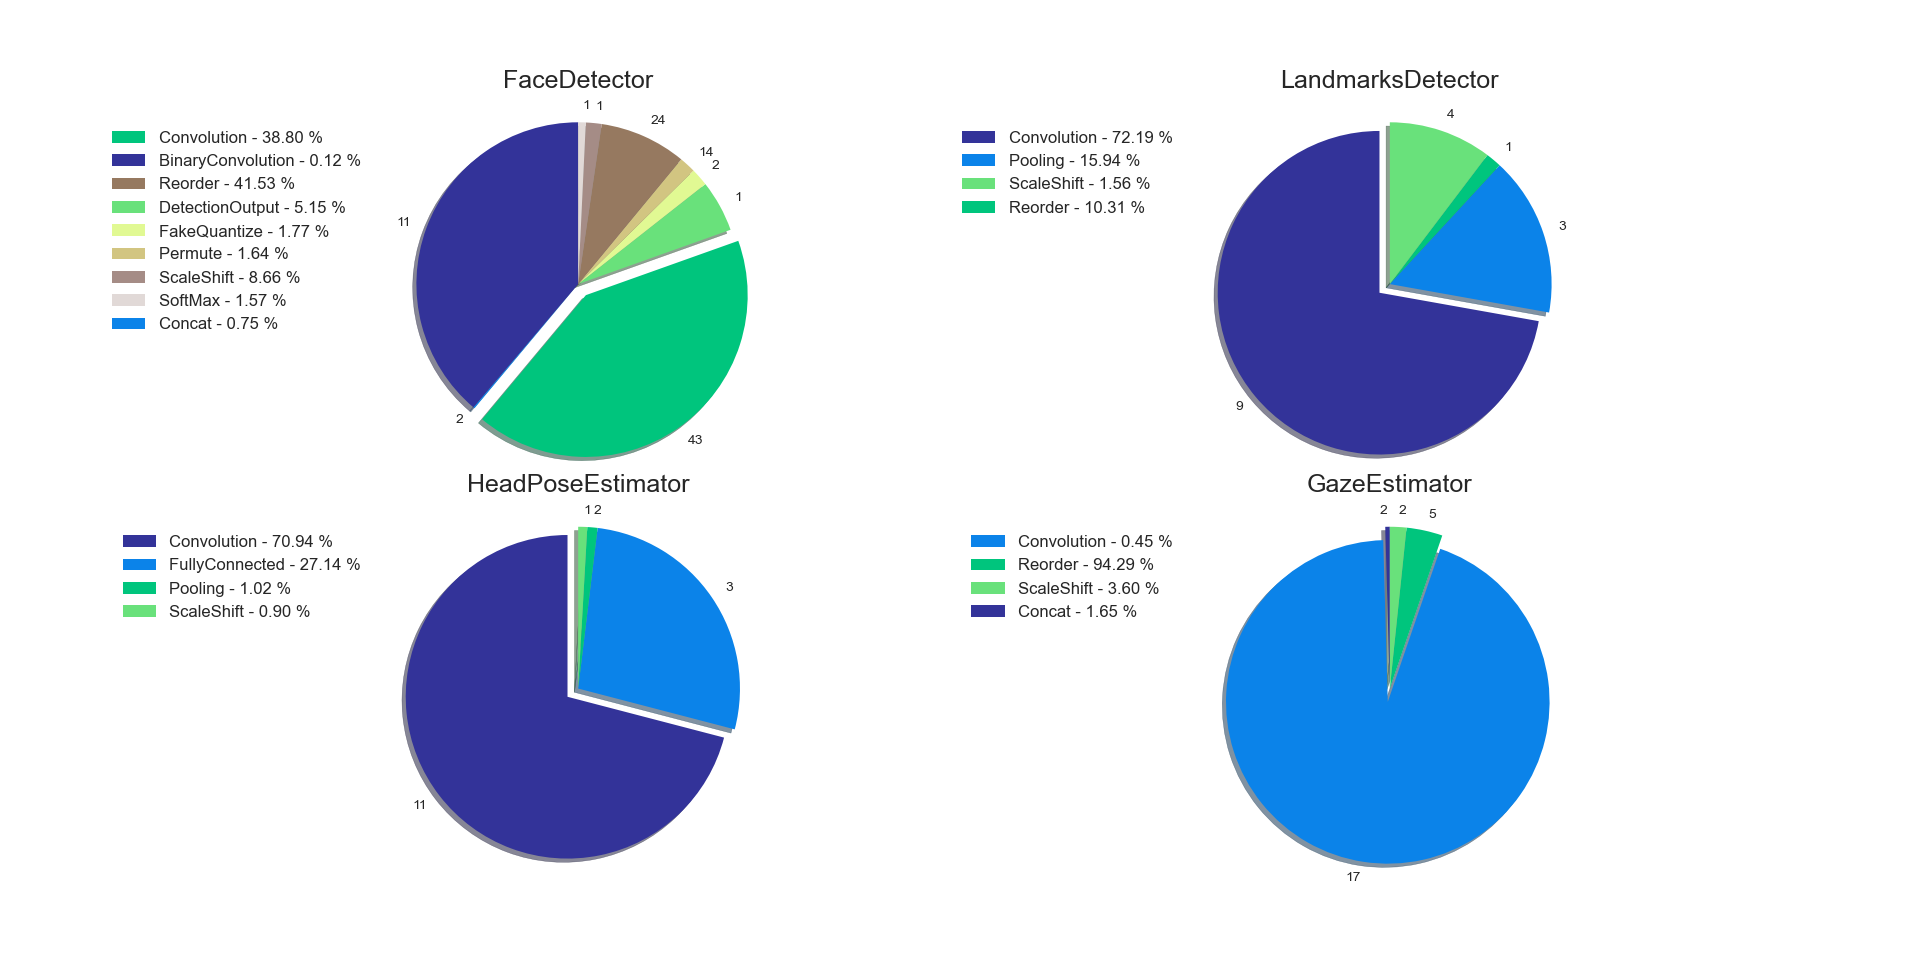 FaceDetector
1 1
24
14
2
1
11
2
43
Convolution - 38.80 %
BinaryConvolution - 0.12 %
Reorder - 41.53 %
DetectionOutput - 5.15 %
FakeQuantize - 1.77 %
Permute - 1.64 %
ScaleShift - 8.66 %
SoftMax - 1.57 %
Concat - 0.75 %
LandmarksDetector
4
1
3
9
Convolution - 72.19 %
Pooling - 15.94 %
ScaleShift - 1.56 %
Reorder - 10.31 %
HeadPoseEstimator
1 2
3
11
Convolution - 70.94 %
FullyConnected - 27.14 %
Pooling - 1.02 %
ScaleShift - 0.90 %
GazeEstimator
2 2
5
17
Convolution - 0.45 %
Reorder - 94.29 %
ScaleShift - 3.60 %
Concat - 1.65 %